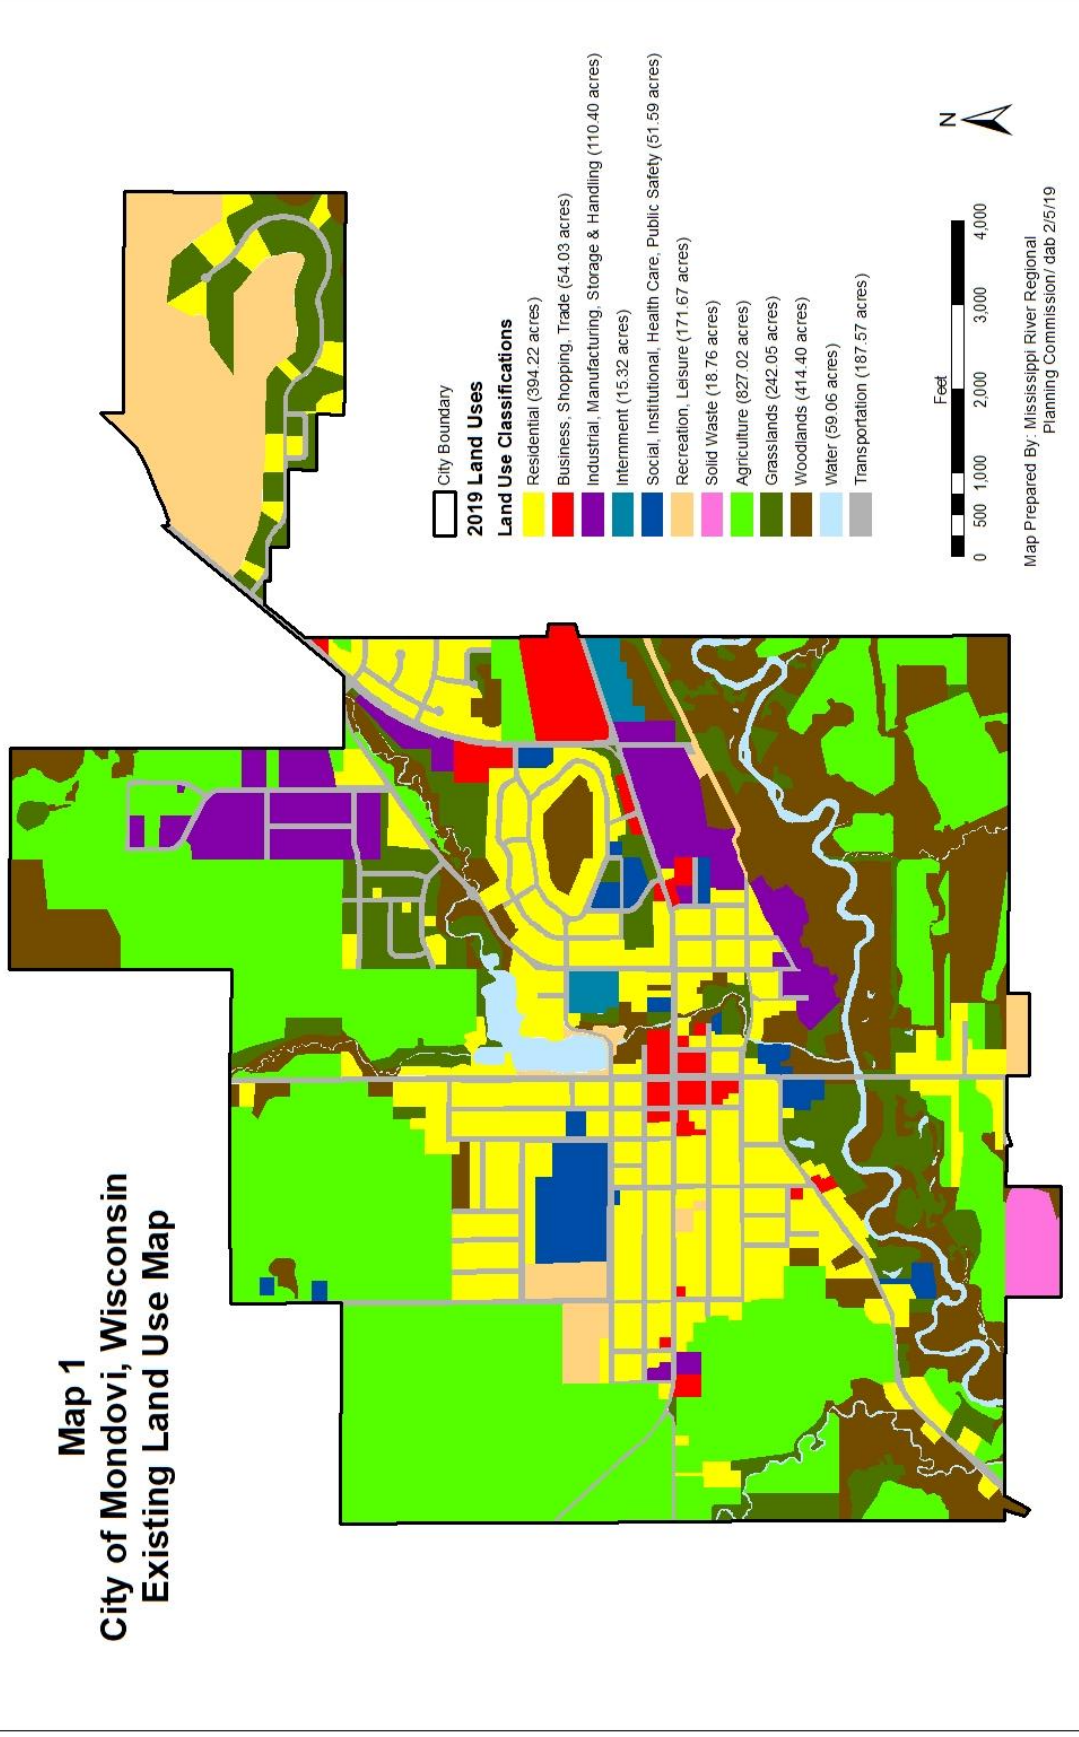 Map 1
City of Mondovi, Wisconsin
Existing Land Use Map
City Boundary
2019 Land Uses
Land Use Classifications
Residential (394.22 acres)
Business, Shopping, Trade (54.03 acres)
Industrial, Manufacturing, Storage & Handling (110.40 acres)
Internment (15.32 acres)
Social, Institutional, Health Care, Public Safety (51.59 acres)
Recreation, Leisure (171.67 acres)
Solid Waste (18.76 acres)
Agriculture (827.02 acres)
Grasslands (242.05 acres)
Woodlands (414.40 acres)
Water (59.06 acres)
Transportation (187.57 acres)
Feet
0 500 1,000 2,000 3,000 4,000
N
Map Prepared By: Mississippi River Regional
Planning Commission/ dab 2/5/19